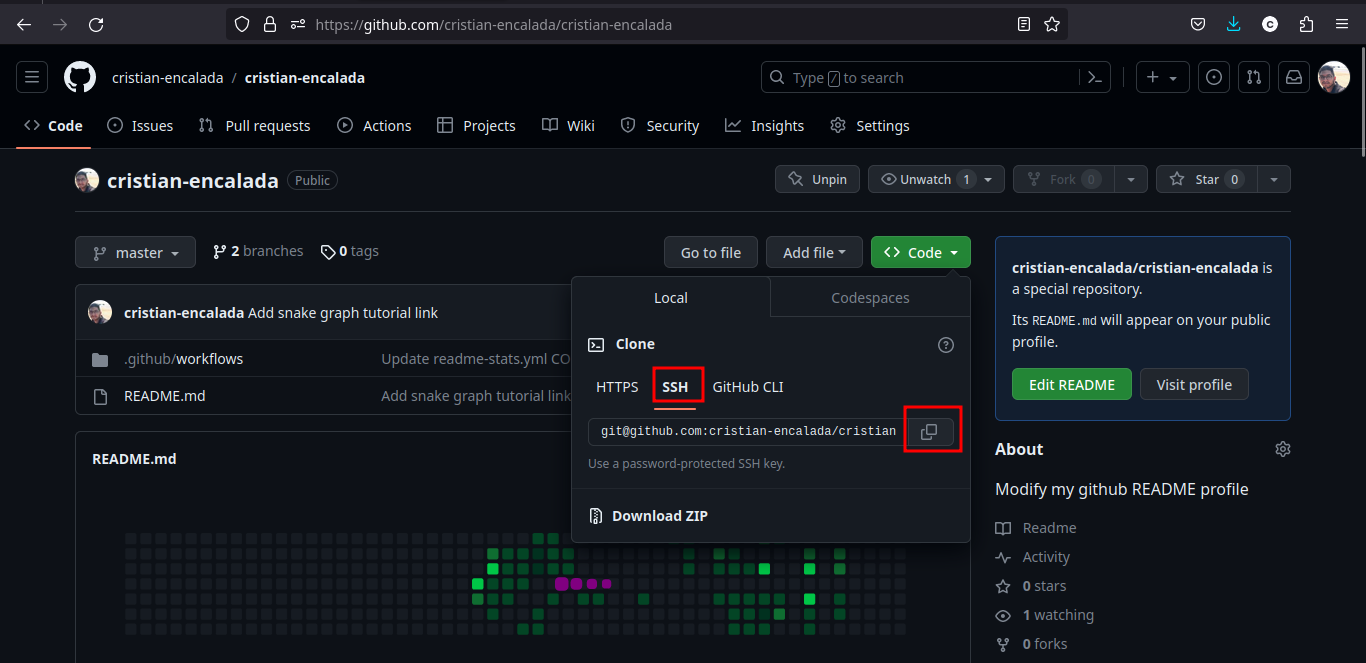 https://github.com/cristian-encalada/cristian-encalada
cristian-encalada / cristian-encalada
Type / to search
Code Issues Pull requests Actions Projects Wiki Security Insights Settings
cristian-encalada Public
Unpin Unwatch 1 Fork 0 Star 0
master 2 branches 0 tags
Go to file Add file Code
Local Codespaces
cristian-encalada Add snake graph tutorial link
.github/workflows Update readme-stats.yml CO
README.md Add snake graph tutorial link
Clone
HTTPS SSH GitHub CLI
git@github.com:cristian-encalada/cristian
Use a password-protected SSH key.
Download ZIP
README.md
cristian-encalada/cristian-encalada is
a special repository.
Its README.md will appear on your public
profile.
Edit README Visit profile
About
Modify my github README profile
Readme
Activity
0 stars
1 watching
0 forks